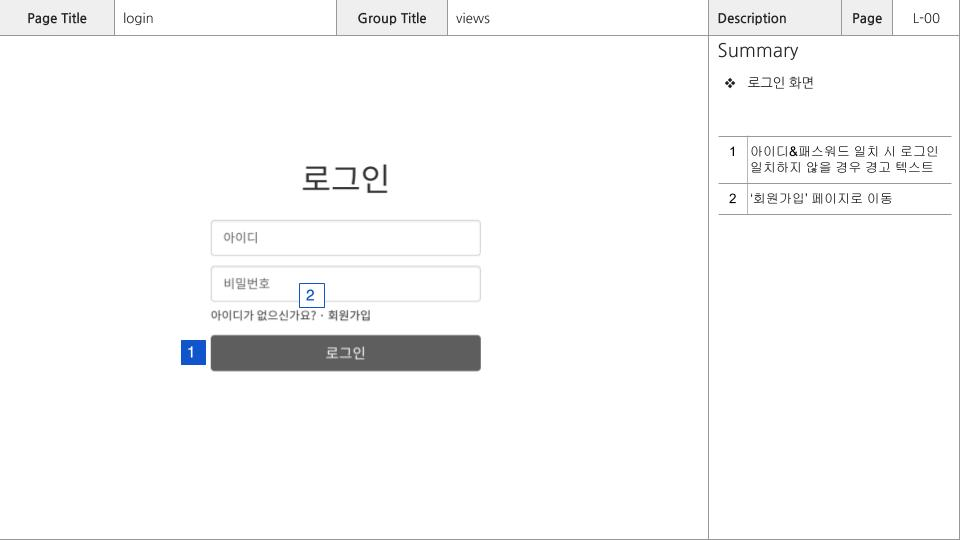 Page Title login Group Title views Description Page L-00
Summary
❖ 로그인 화면
1 아이디&패스워드 일치 시 로그인
일치하지 않을 경우 경고 텍스트
2 '회원가입' 페이지로 이동
로그인
아이디
비밀번호
2
아이디가 없으신가요? · 회원가입
1 로그인